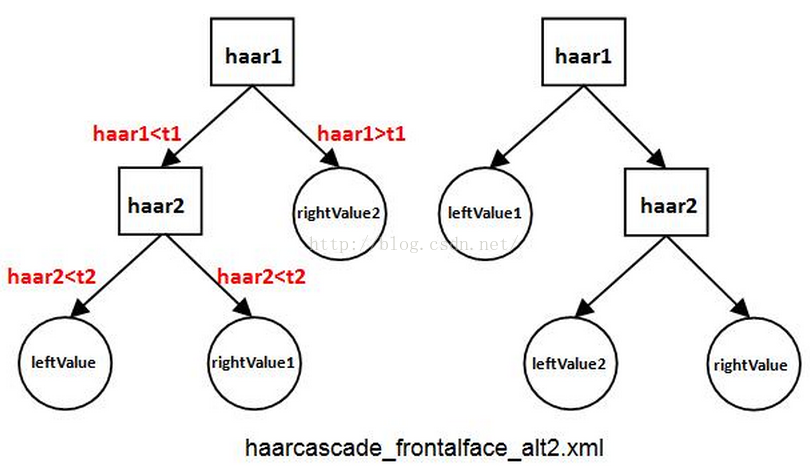 haar1
haar1
haar1<t1
haar1>t1
haar2
rightValue2
leftValue1
haar2
http://blog.csdn.net/
haar2<t2
haar2<t2
leftValue
rightValue1
leftValue2
rightValue
haarcascade_frontalface_alt2.xml